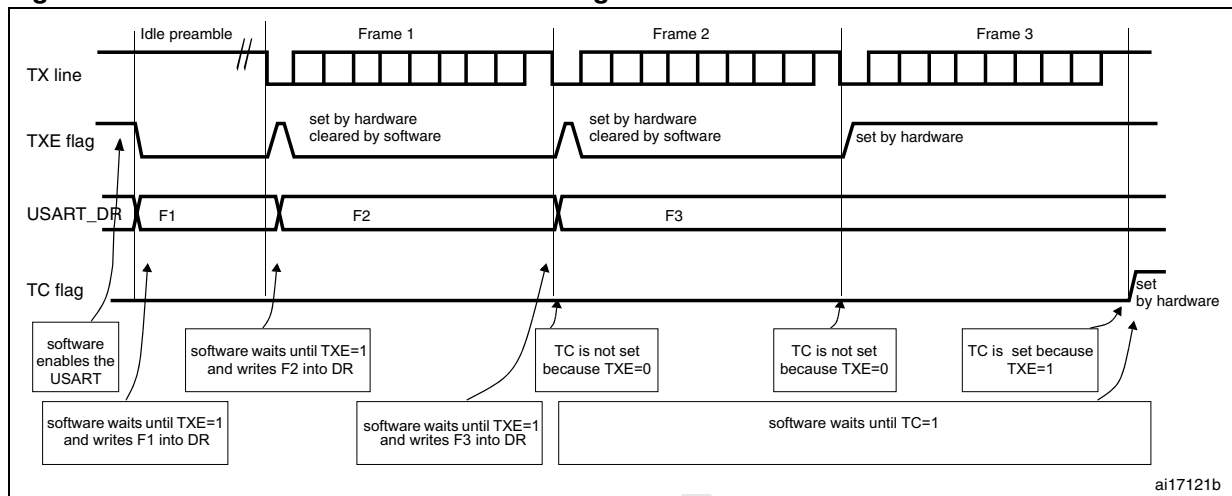 Idle preamble
Frame 1
Frame 2
Frame 3
TX line
TXE flag
set by hardware
cleared by software
set by hardware
cleared by software
set by hardware
USART_DR
F1
F2
F3
TC flag
set
by hardware
software
enables the
USART
software waits until TXE=1
and writes F2 into DR
TC is not set
because TXE=0
TC is not set
because TXE=0
TC is set because
TXE=1
software waits until TXE=1
and writes F1 into DR
software waits until TXE=1
and writes F3 into DR
software waits until TC=1
ai17121b